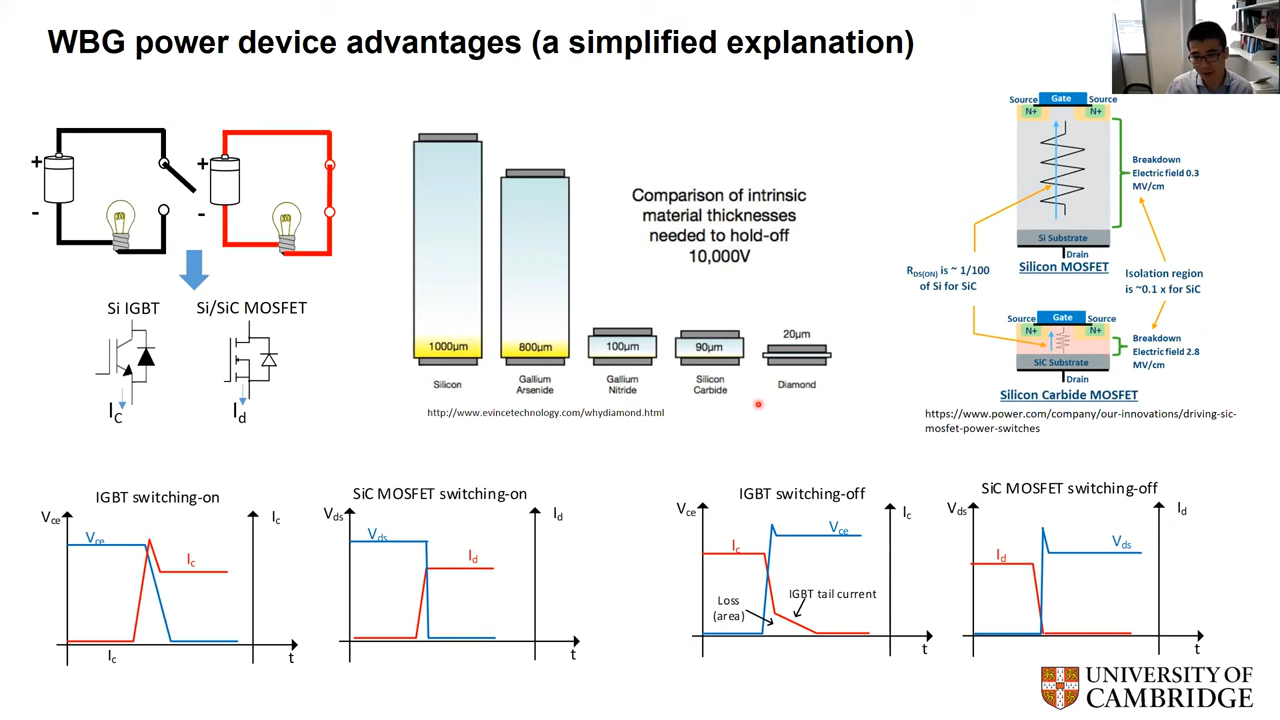 WBG power device advantages (a simplified explanation)
+
-
+
-
Si IGBT
Si/SiC MOSFET
IC
Id
Comparison of intrinsic
material thicknesses
needed to hold-off
10,000V
1000µm
800µm
100µm
90µm
20µm
Silicon
Gallium
Arsenide
Gallium
Nitride
Silicon
Carbide
Diamond
http://www.evincetechnology.com/whydiamond.html
Source
Gate
Source
N+
N+
Breakdown
Electric field 0.3
MV/cm
Si Substrate
Drain
Silicon MOSFET
RDS(ON) is ~ 1/100
of Si for SiC
Isolation region
is ~0.1 x for SiC
Source
Gate
Source
N+
N+
Breakdown
Electric field 2.8
MV/cm
SiC Substrate
Drain
Silicon Carbide MOSFET
https://www.power.com/company/our-innovations/driving-sic-
mosfet-power-switches
IGBT switching-on
Vce
Ic
Vce
Ic
Ic
t
SiC MOSFET switching-on
Vds
Id
Vds
Id
t
IGBT switching-off
Vce
Ic
Vce
Ic
Loss
(area)
IGBT tail current
t
SiC MOSFET switching-off
Vds
Id
Vds
Id
t
UNIVERSITY OF
CAMBRIDGE